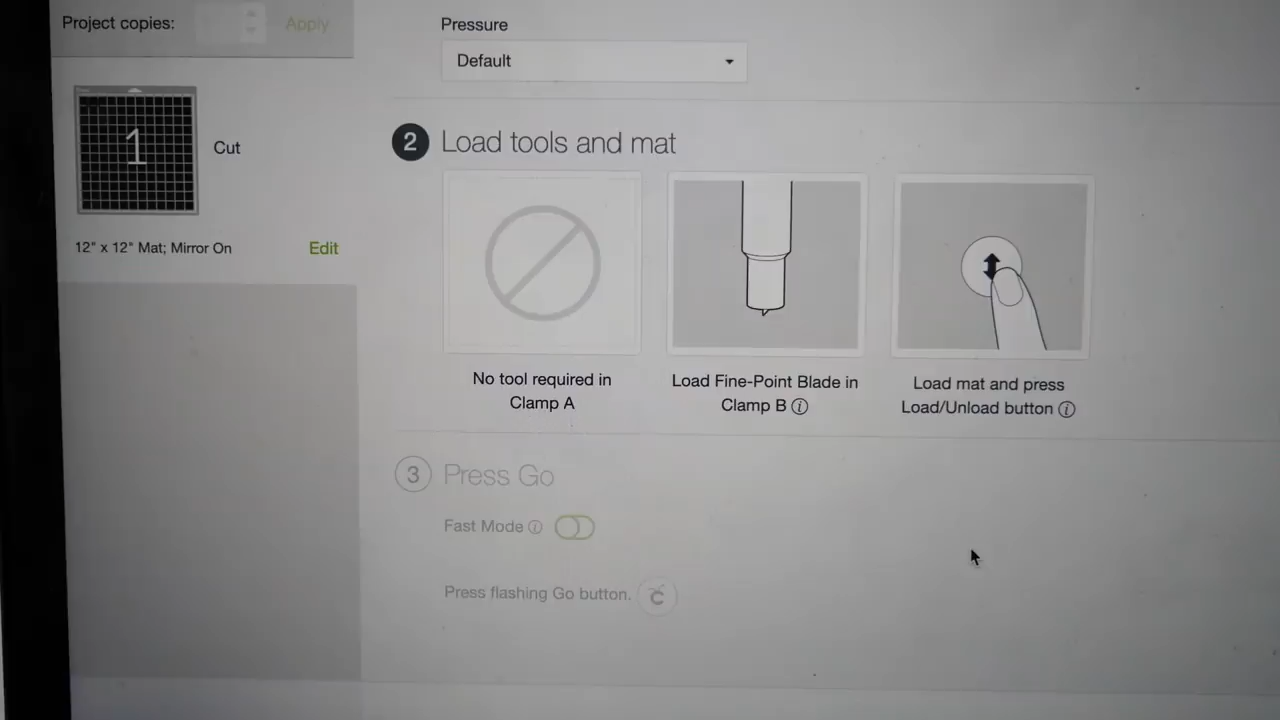 Project copies:
Apply
1
Cut
12" x 12" Mat; Mirror On
Edit
Pressure
Default
2 Load tools and mat
No tool required in
Clamp A
Load Fine-Point Blade in
Clamp B i
Load mat and press
Load/Unload button i
3 Press Go
Fast Mode i
Press flashing Go button. C